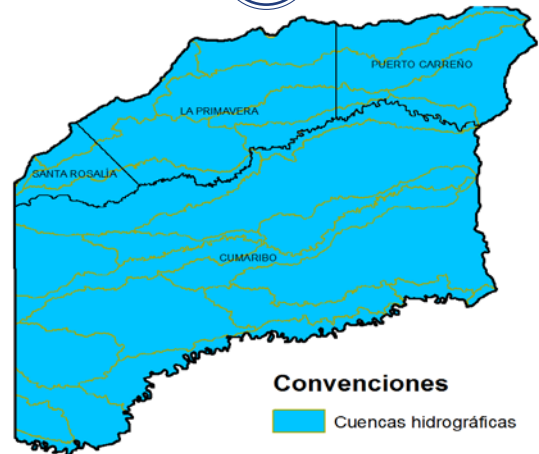 PUERTO CARREÑO
LA PRIMAVERA
SANTA ROSALÍA
CUMARIBO
Convenciones
Cuencas hidrográficas